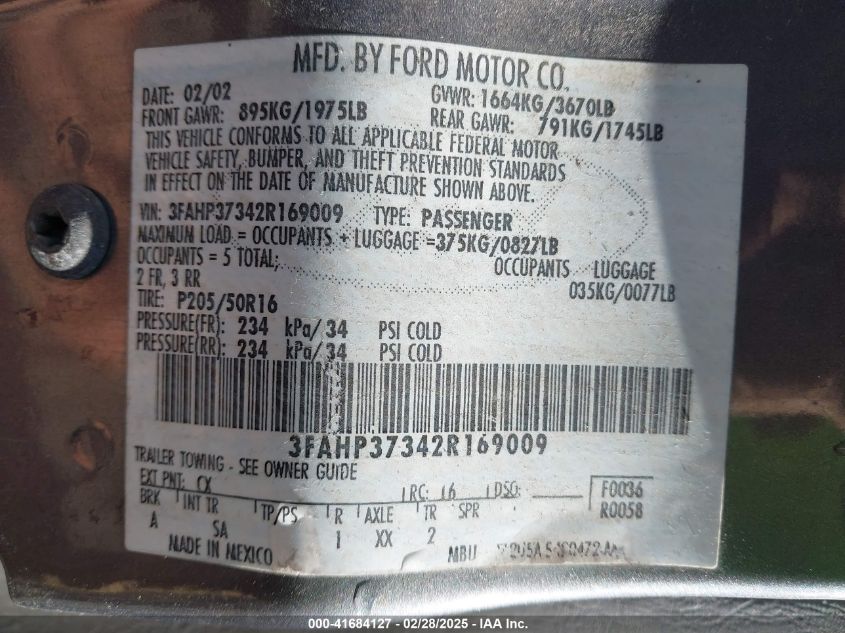 MFD. BY FORD MOTOR CO.
DATE: 02/02 GVWR: 1664KG/3670LB
FRONT GAWR: 895KG/1975LB REAR GAWR: 791KG/1745LB
THIS VEHICLE CONFORMS TO ALL APPLICABLE FEDERAL MOTOR
VEHICLE SAFETY, BUMPER, AND THEFT PREVENTION STANDARDS
IN EFFECT ON THE DATE OF MANUFACTURE SHOWN ABOVE.
VIN: 3FAHP37342R169009 TYPE: PASSENGER
MAXIMUM LOAD = OCCUPANTS + LUGGAGE =375KG/0827LB
OCCUPANTS = 5 TOTAL; OCCUPANTS LUGGAGE
2 FR, 3 RR 035KG/0077LB
TIRE: P205/50R16
PRESSURE(FR): 234 kPa/34 PSI COLD
PRESSURE(RR): 234 kPa/34 PSI COLD
3FAHP37342R169009
TRAILER TOWING - SEE OWNER GUIDE
EXT PNT: CX RC: 16 DSO: F0036
BRK INT TR TP/PS R AXLE TR SPR R0058
A SA 1 XX 2
MADE IN MEXICO MBU
000-41684127 - 02/28/2025 - IAA Inc.